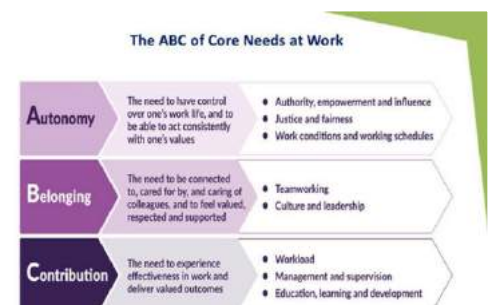 The ABC of Core Needs at Work
Autonomy
The need to have control
over one's work life, and to
be able to act consistently
with one's values
● Authority, empowerment and influence
● Justice and fairness
● Work conditions and working schedules
Belonging
The need to be connected
to, cared for by, and caring of
colleagues, and to feel valued,
respected and supported
● Teamworking
● Culture and leadership
Contribution
The need to experience
effectiveness in work and
deliver valued outcomes
● Workload
● Management and supervision
● Education, learning and development